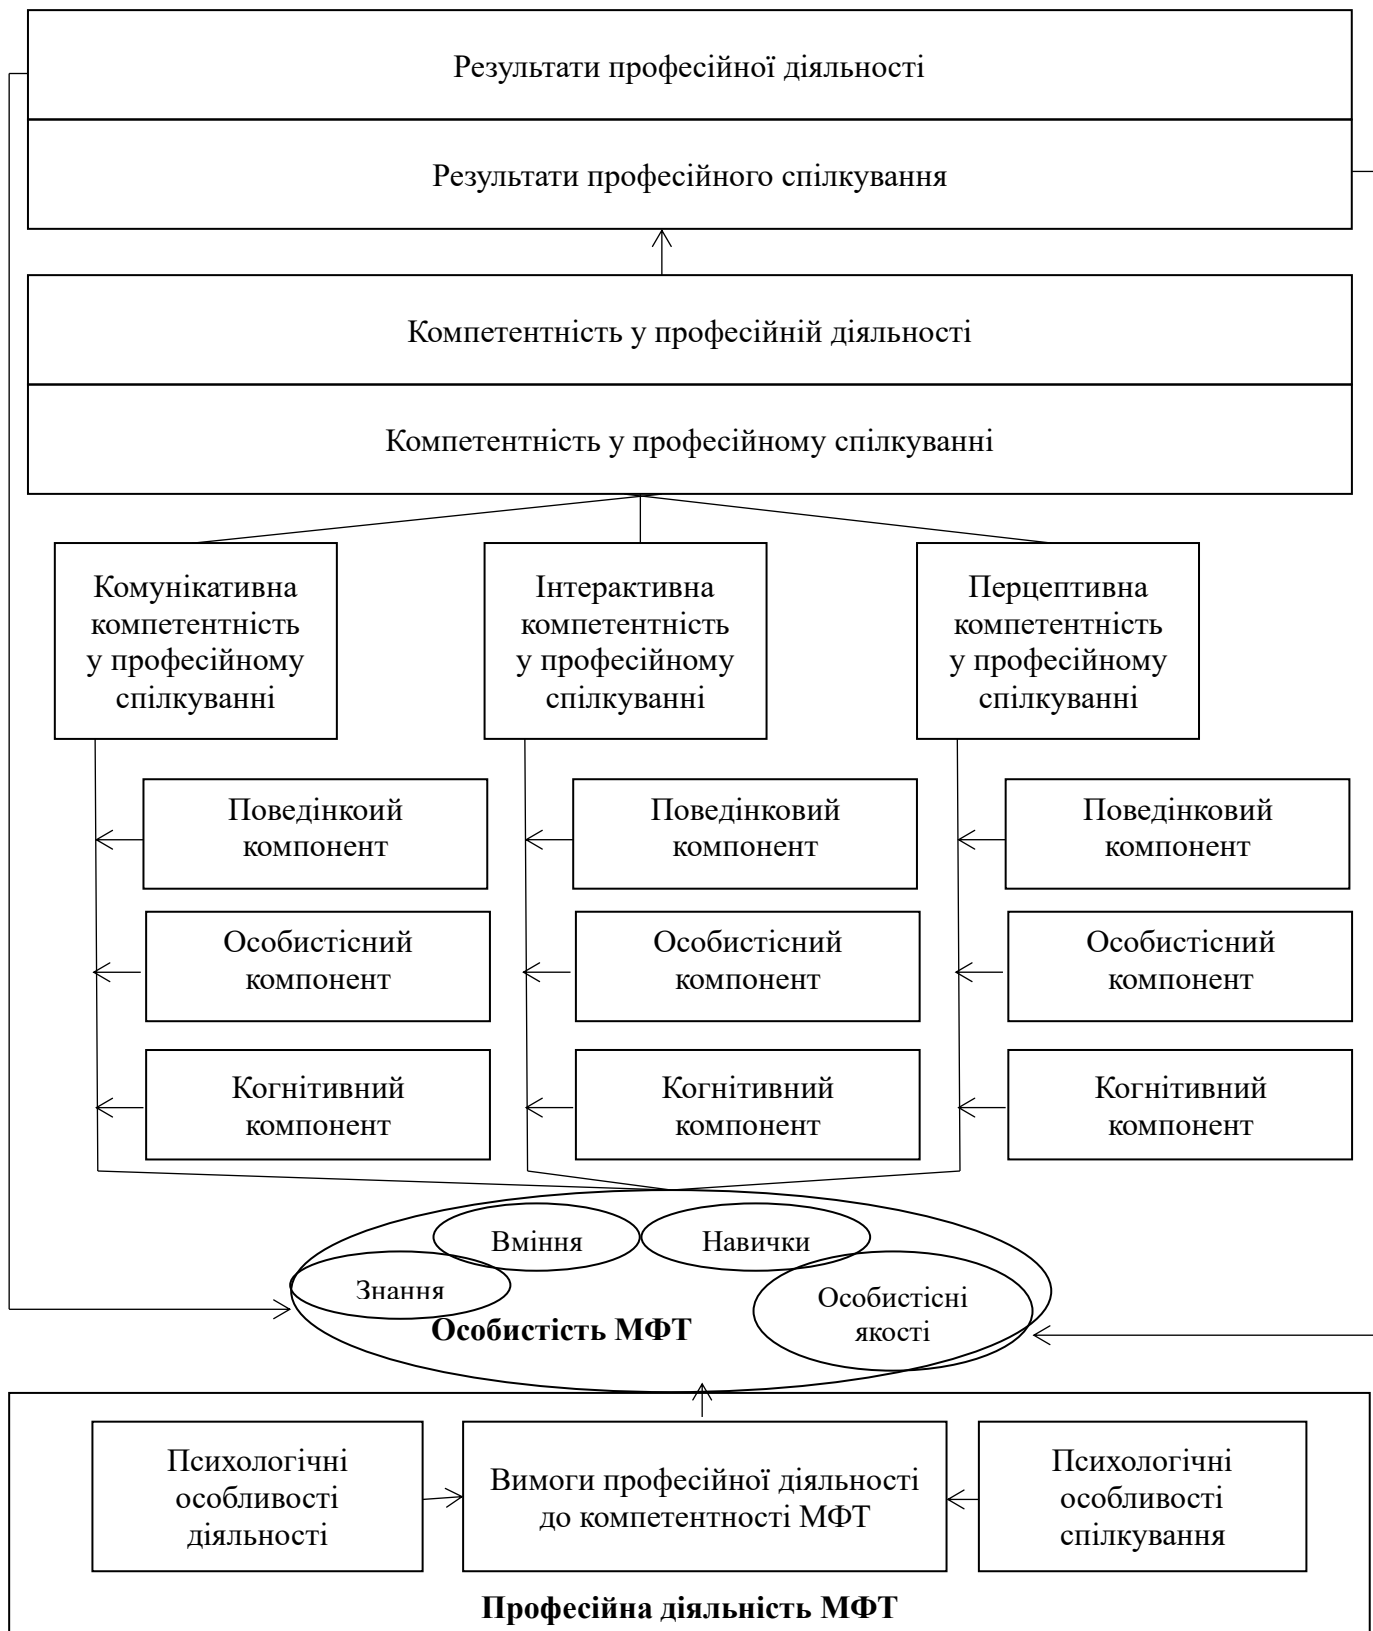 Результати професійної діяльності
Результати професійного спілкування
Компетентність у професійній діяльності
Компетентність у професійному спілкуванні
Комунікативна
компетентність
у професійному
спілкуванні
Інтерактивна
компетентність
у професійному
спілкуванні
Перцептивна
компетентність
у професійному
спілкуванні
Поведінкоий
компонент
Поведінковий
компонент
Поведінковий
компонент
Особистісний
компонент
Особистісний
компонент
Особистісний
компонент
Когнітивний
компонент
Когнітивний
компонент
Когнітивний
компонент
Вміння
Навички
Знання
Особистісні
якості
Особистість МФТ
Психологічні
особливості
діяльності
Вимоги професійної діяльності
до компетентності МФТ
Психологічні
особливості
спілкування
Професійна діяльність МФТ